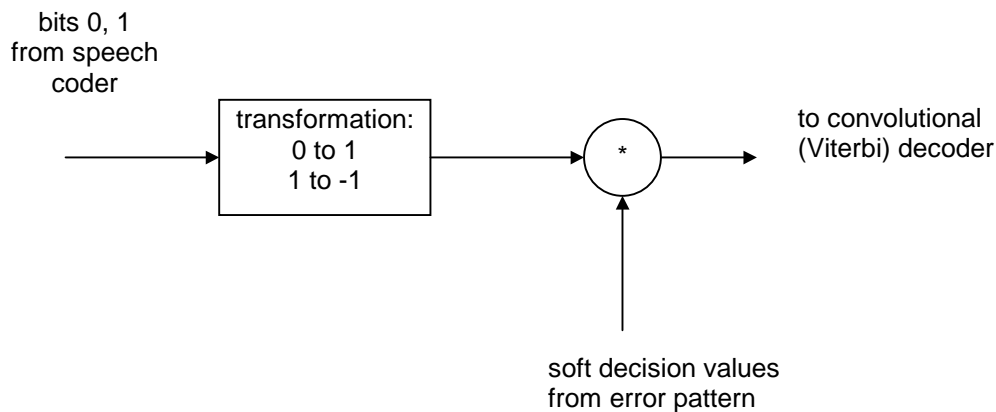 bits 0, 1
from speech
coder
transformation:
0 to 1
1 to -1
*
to convolutional
(Viterbi) decoder
soft decision values
from error pattern